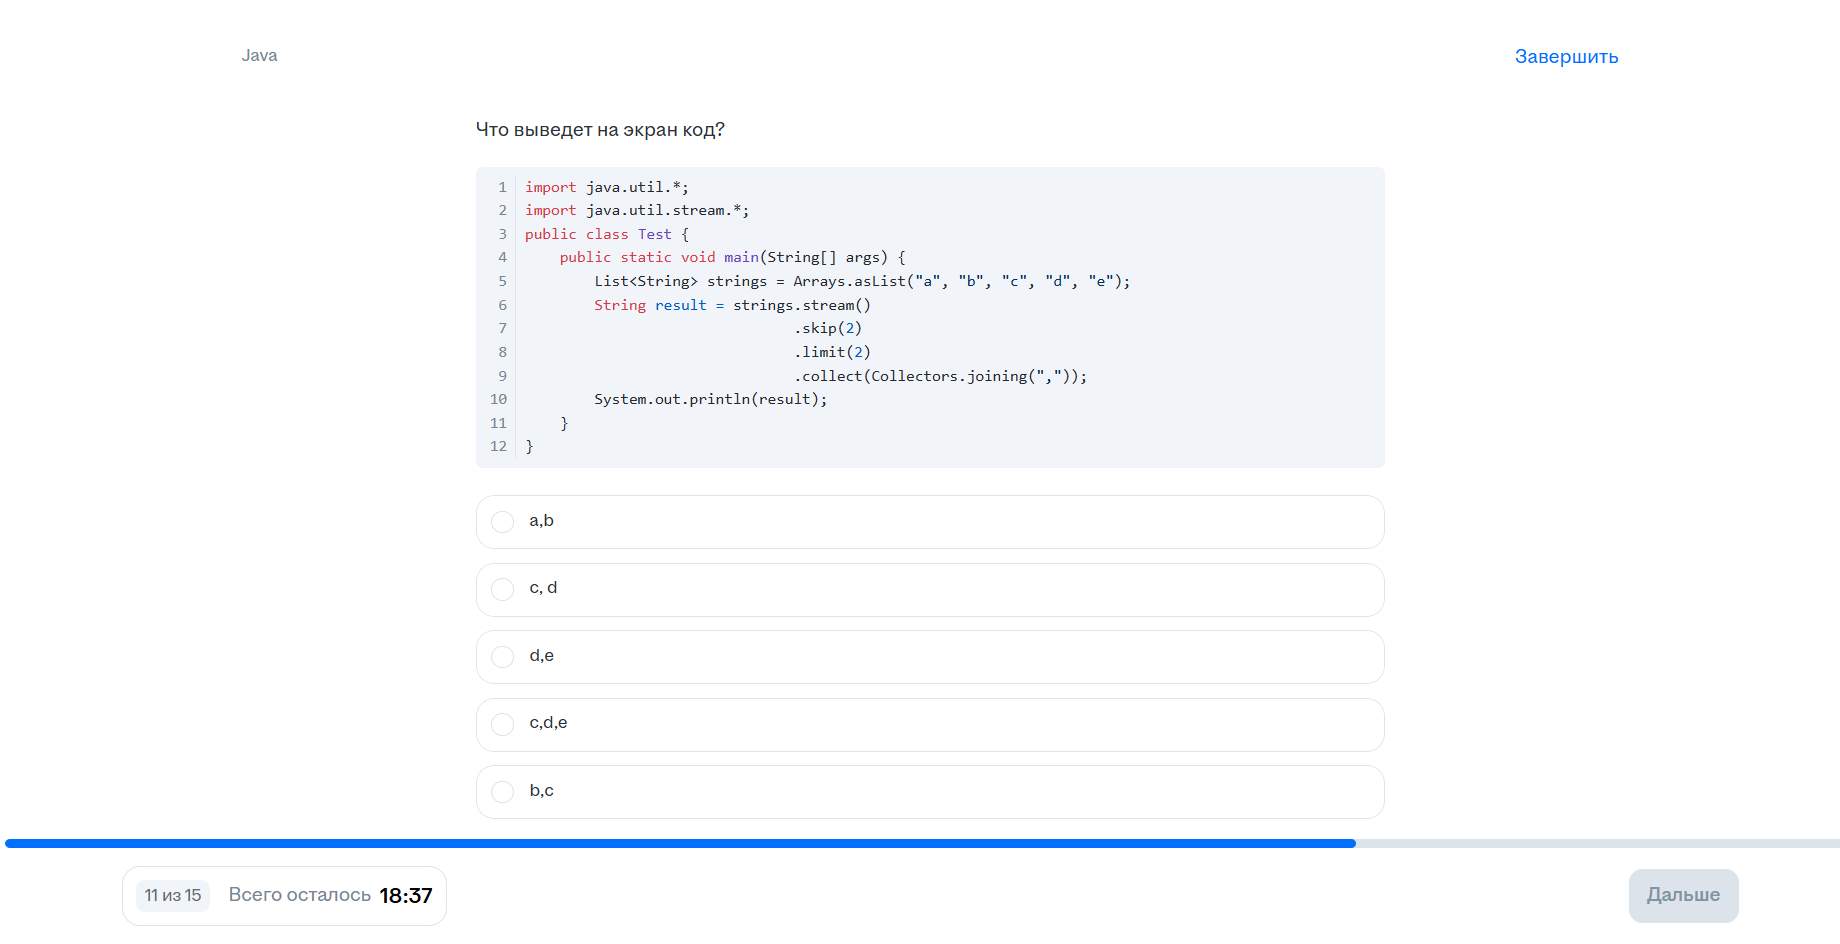 Java
Завершить
Что выведет на экран код?
1 import java.util.*;
2 import java.util.stream.*;
3 public class Test {
4     public static void main(String[] args) {
5         List<String> strings = Arrays.asList("a", "b", "c", "d", "e");
6         String result = strings.stream()
7                                .skip(2)
8                                .limit(2)
9                                .collect(Collectors.joining(","));
10         System.out.println(result);
11     }
12 }
a,b
c, d
d,e
c,d,e
b,c
11 из 15 Всего осталось 18:37
Дальше